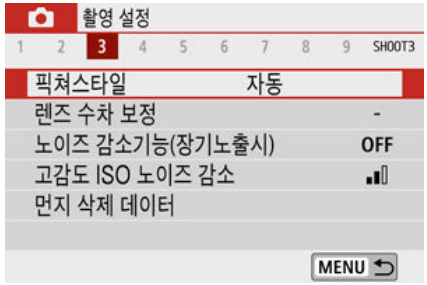 촬영 설정
1 2 3 4 5 6 7 8 9 SHOOT3
픽쳐스타일 자동
렌즈 수차 보정 -
노이즈 감소기능(장기노출시) OFF
고감도 ISO 노이즈 감소
먼지 삭제 데이터
MENU